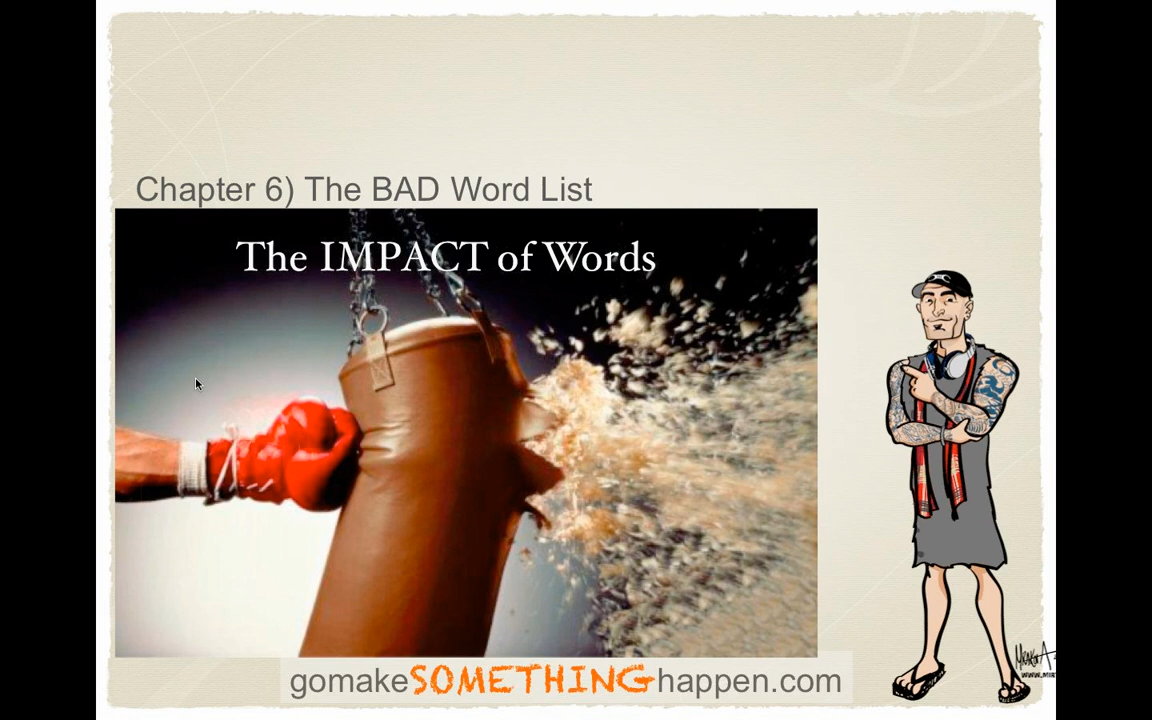 Chapter 6) The BAD Word List
The IMPACT of Words
gomakeSOMETHINGhappen.com